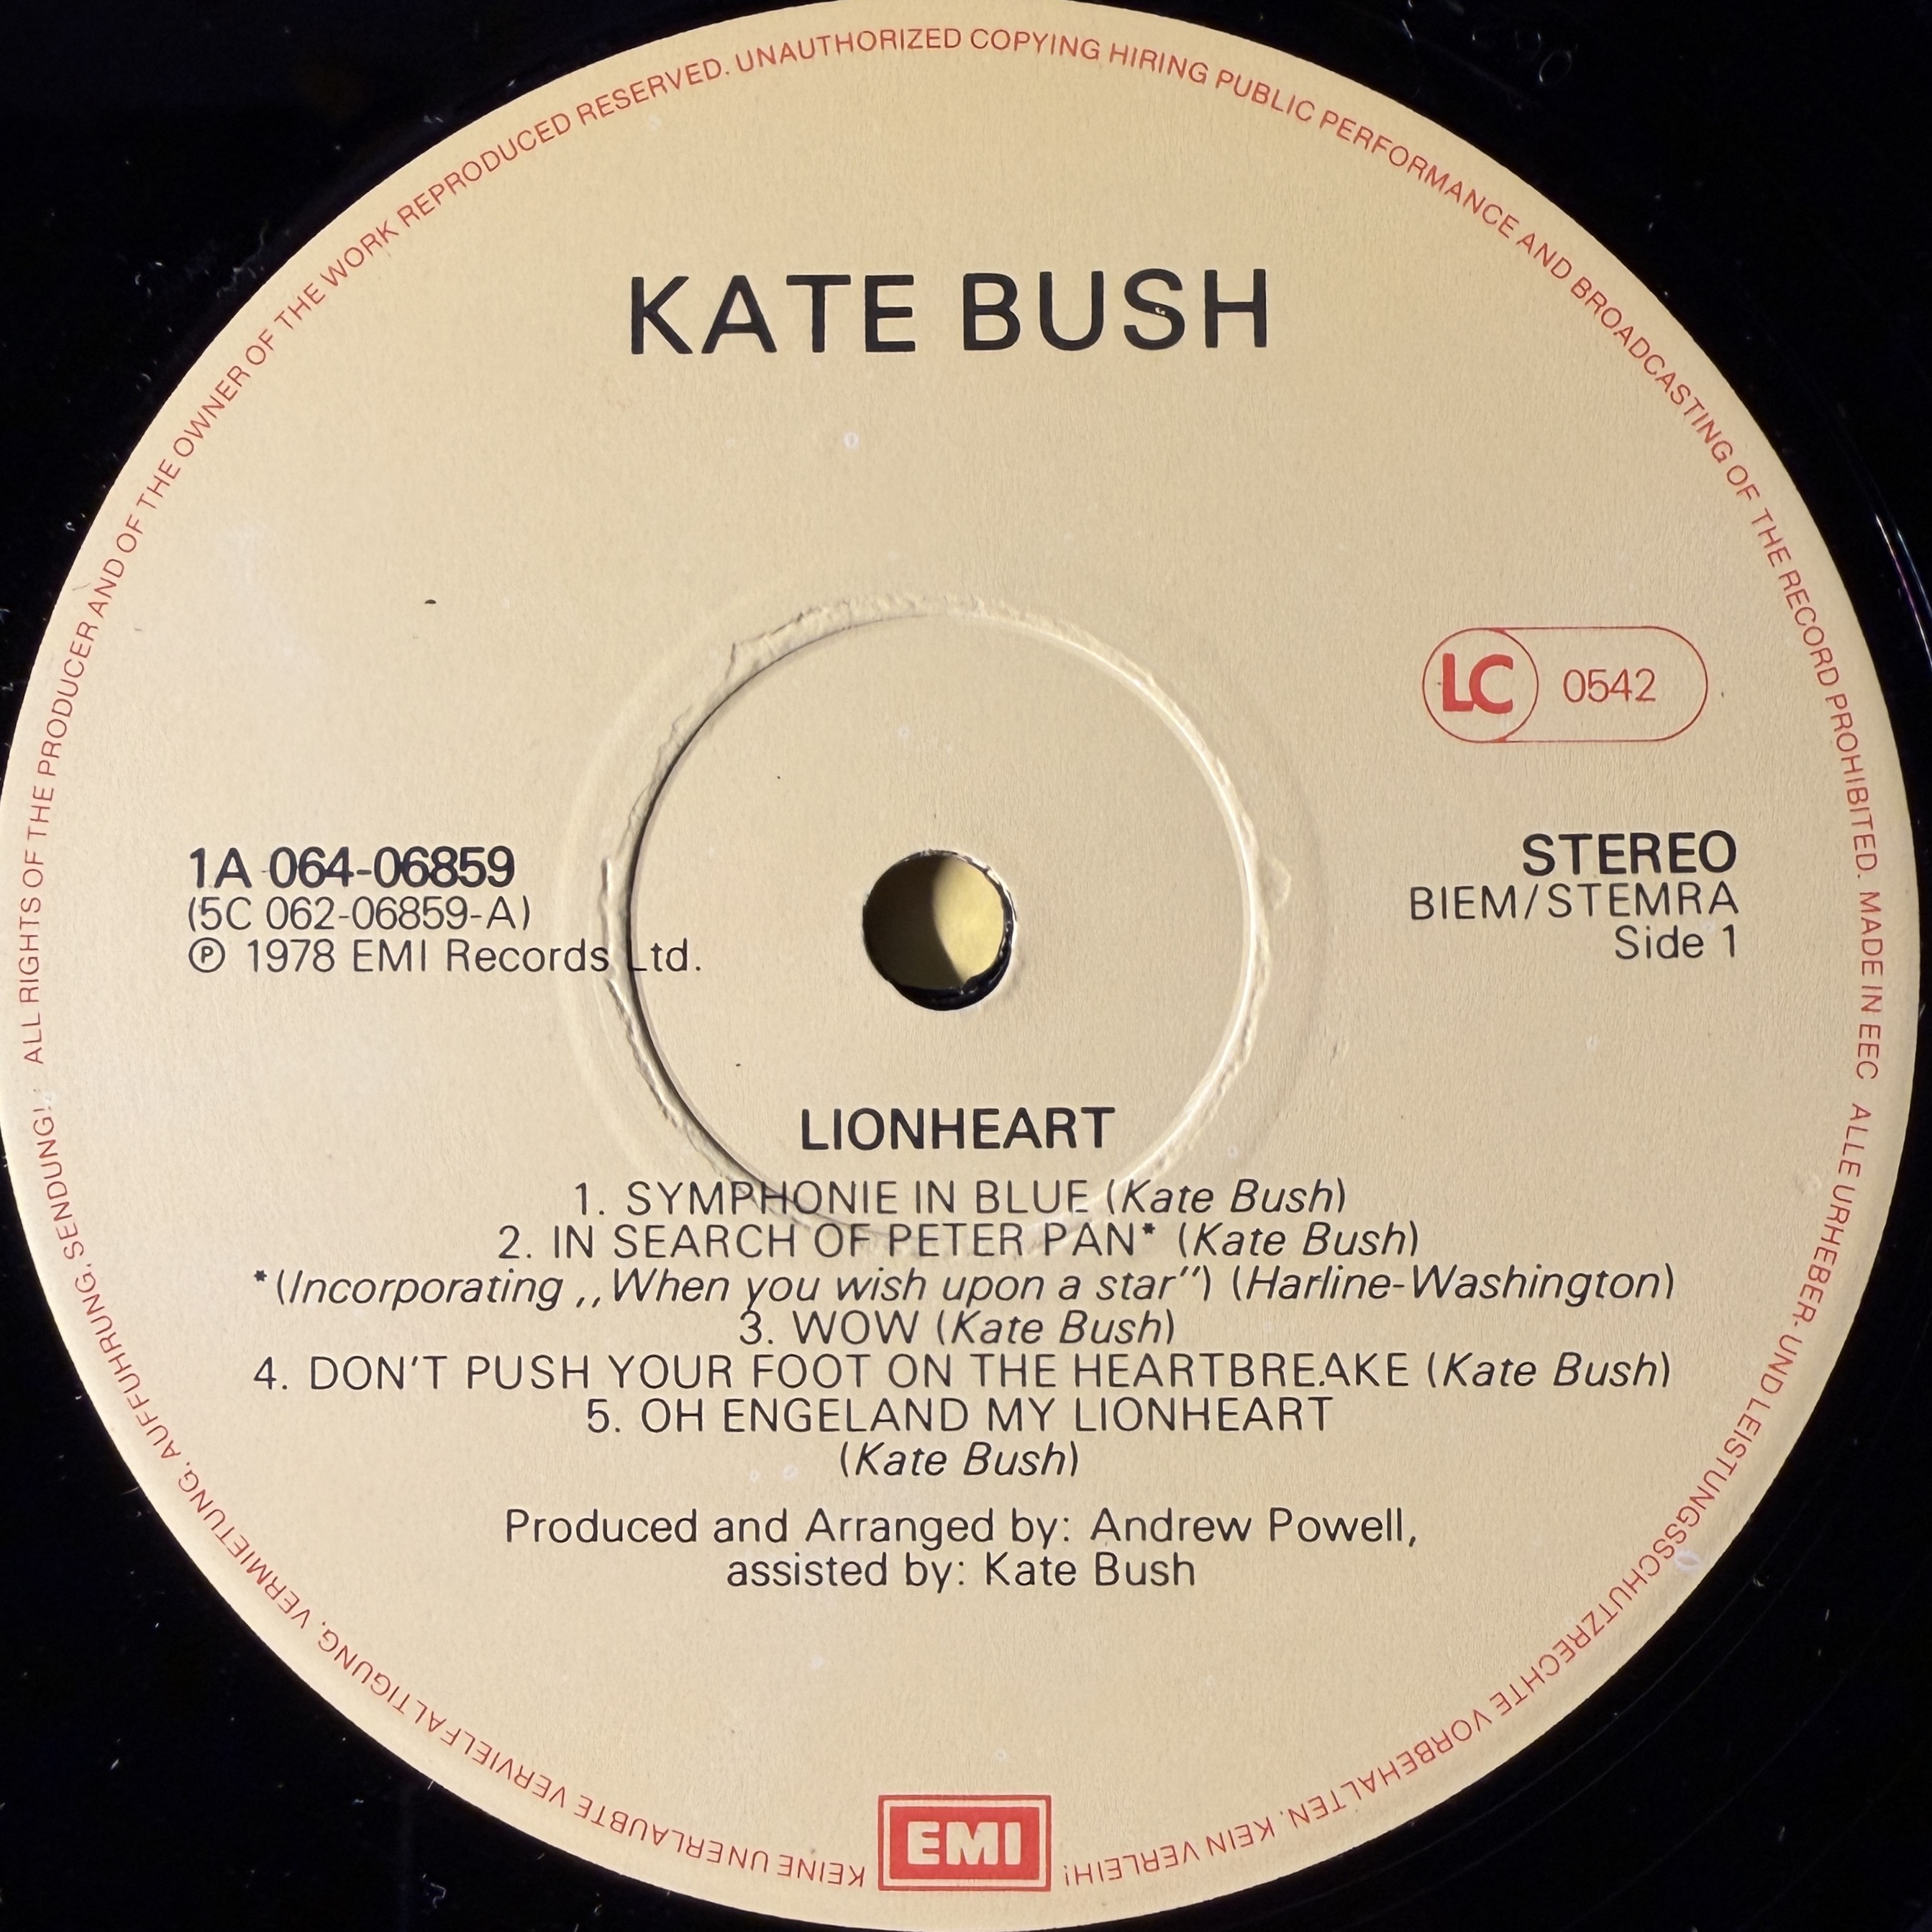 ALL RIGHTS OF THE PRODUCER AND OF THE OWNER OF THE WORK REPRODUCED RESERVED. UNAUTHORIZED COPYING HIRING PUBLIC PERFORMANCE AND BROADCASTING OF THE RECORD PROHIBITED. MADE IN EEC
KATE BUSH
LC 0542
1A 064-06859
(5C 062-06859-A)
℗ 1978 EMI Records Ltd.
STEREO
BIEM/STEMRA
Side 1
LIONHEART
1. SYMPHONIE IN BLUE (Kate Bush)
2. IN SEARCH OF PETER PAN* (Kate Bush)
*(Incorporating ,,When you wish upon a star'') (Harline-Washington)
3. WOW (Kate Bush)
4. DON'T PUSH YOUR FOOT ON THE HEARTBREAKE (Kate Bush)
5. OH ENGELAND MY LIONHEART
(Kate Bush)
Produced and Arranged by: Andrew Powell,
assisted by: Kate Bush
ALLE URHEBER- UND LEISTUNGSSCHUTZRECHTE VORBEHALTEN. KEIN VERLEIH!
KEINE UNERLAUBTE VERVIELFALTIGUNG, VERMIETUNG, AUFFUHRUNG, SENDUNG!
EMI